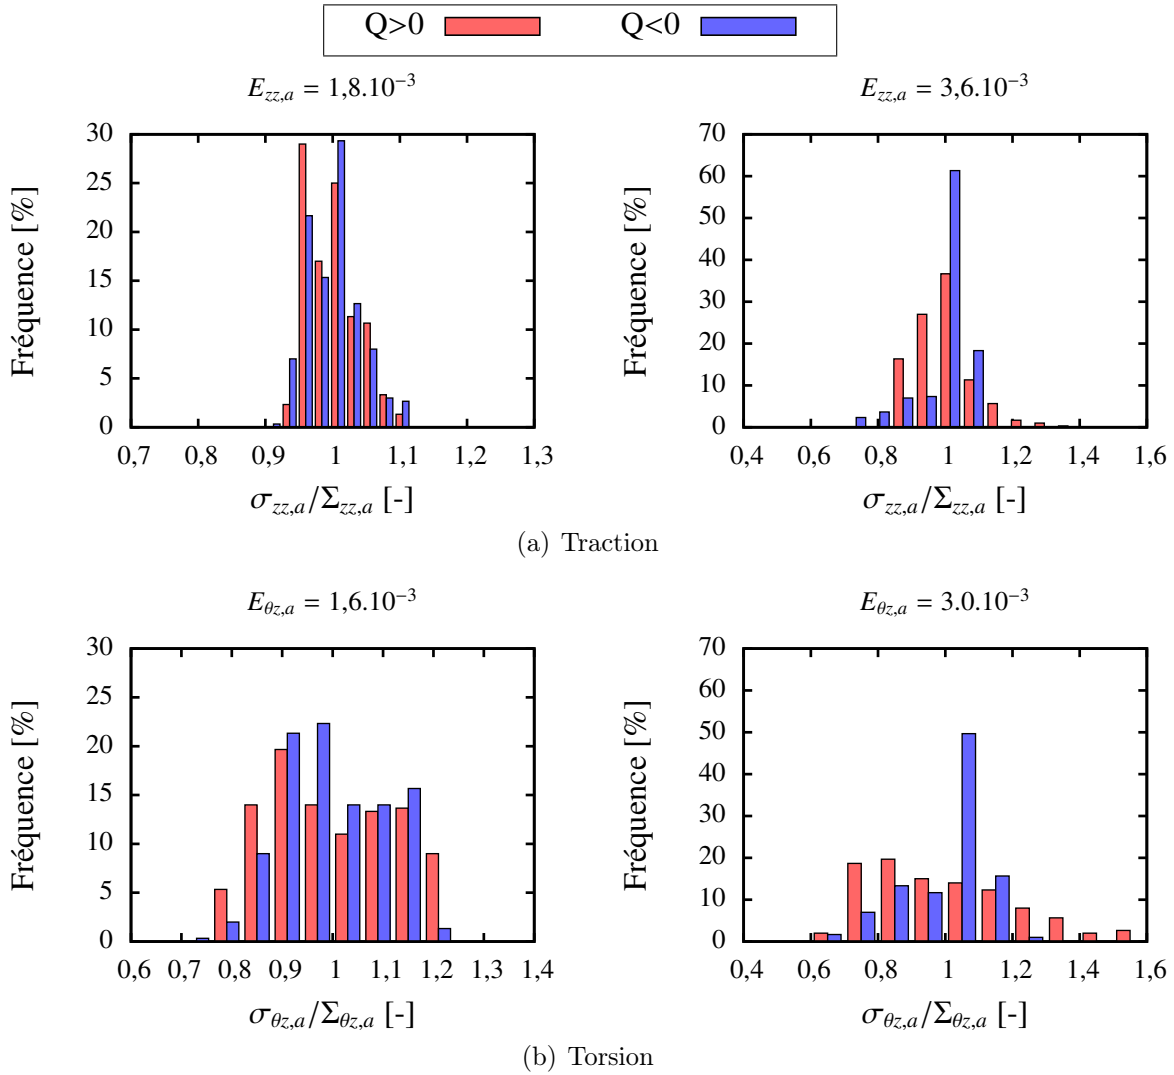 Q>0 Q<0
E_{zz,a} = 1,8.10^{-3}
Fréquence [%]
30
25
20
15
10
5
0
0,7 0,8 0,9 1 1,1 1,2 1,3
σ_{zz,a}/Σ_{zz,a} [-]
E_{zz,a} = 3,6.10^{-3}
Fréquence [%]
70
60
50
40
30
20
10
0
0,4 0,6 0,8 1 1,2 1,4 1,6
σ_{zz,a}/Σ_{zz,a} [-]
(a) Traction
E_{θz,a} = 1,6.10^{-3}
Fréquence [%]
30
25
20
15
10
5
0
0,6 0,7 0,8 0,9 1 1,1 1,2 1,3 1,4
σ_{θz,a}/Σ_{θz,a} [-]
E_{θz,a} = 3.0.10^{-3}
Fréquence [%]
70
60
50
40
30
20
10
0
0,4 0,6 0,8 1 1,2 1,4 1,6
σ_{θz,a}/Σ_{θz,a} [-]
(b) Torsion